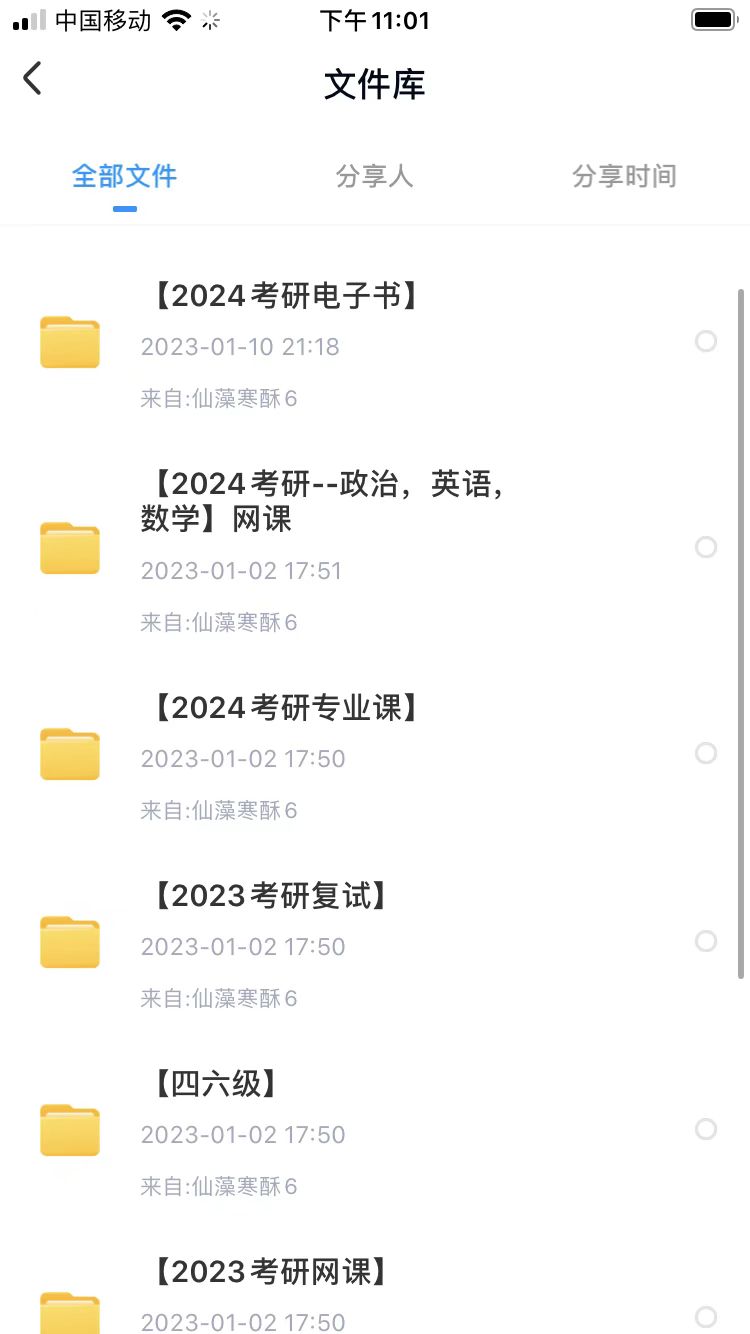 中国移动
下午11:01
文件库
全部文件
分享人
分享时间
【2024考研电子书】
2023-01-10 21:18
来自:仙藻寒酥6
【2024考研--政治，英语，
数学】网课
2023-01-02 17:51
来自:仙藻寒酥6
【2024考研专业课】
2023-01-02 17:50
来自:仙藻寒酥6
【2023考研复试】
2023-01-02 17:50
来自:仙藻寒酥6
【四六级】
2023-01-02 17:50
来自:仙藻寒酥6
【2023考研网课】
2023-01-02 17:50